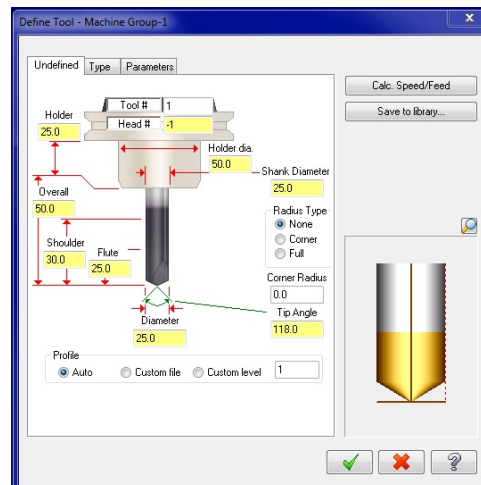 Define Tool - Machine Group-1
x
Undefined Type Parameters
Calc. Speed/Feed
Save to library...
Tool # 1
Head # -1
Holder
25.0
Holder dia.
50.0
Shank Diameter
25.0
Overall
50.0
Radius Type
None
Corner
Full
Shoulder
30.0
Flute
25.0
Corner Radius
0.0
Tip Angle
118.0
Diameter
25.0
Profile
Auto Custom file Custom level 1
?